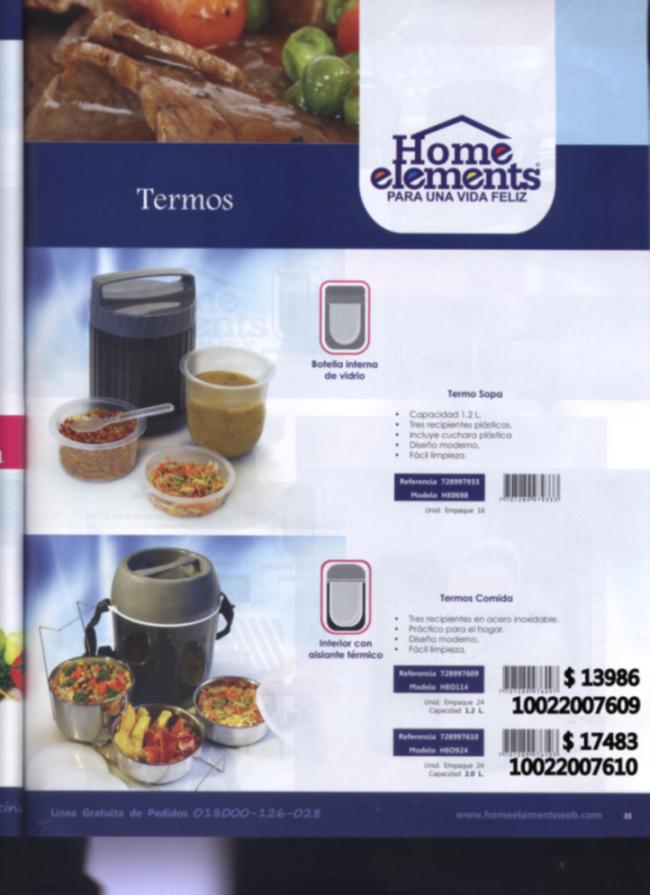 Home
elements
PARA UNA VIDA FELIZ
Termos
Botella interna
de vidrio
Termo Sopa
• Capacidad 1.2 L.
• Tres recipientes plásticos.
• Incluye cuchara plástica
• Diseño moderno.
• Fácil limpieza.
Referencia 728997933
Modelo HE0698
Unid. Empaque 16
Interior con
aislante térmico
Termos Comida
• Tres recipientes en acero inoxidable.
• Práctico para el hogar.
• Diseño moderno.
• Fácil limpieza.
Referencia 728997609
Modelo HEO114
Unid. Empaque 24
Capacidad 1.2 L.
$ 13986
10022007609
Referencia 728997610
Modelo HEO924
Unid. Empaque 24
Capacidad 2.0 L.
$ 17483
10022007610
Línea Gratuita de Pedidos 018000-126-028
www.homeelementsweb.com
35